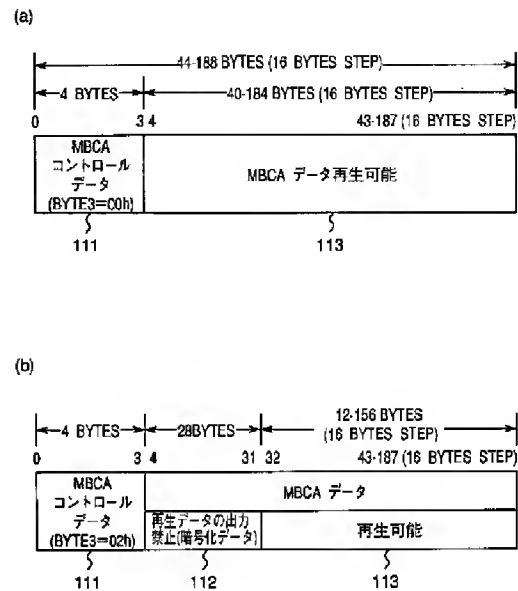 (a)
44-188 BYTES (16 BYTES STEP)
4 BYTES
40-184 BYTES (16 BYTES STEP)
0
3 4
43-187 (16 BYTES STEP)
MBCA
コントロール
データ
(BYTE3=00h)
MBCA データ再生可能
111
113
(b)
12-156 BYTES
(16 BYTES STEP)
4 BYTES
28BYTES
0
3 4
31 32
43-187 (16 BYTES STEP)
MBCA
コントロール
データ
(BYTE3=02h)
MBCA データ
再生データの出力
禁止(暗号化データ)
再生可能
111
112
113